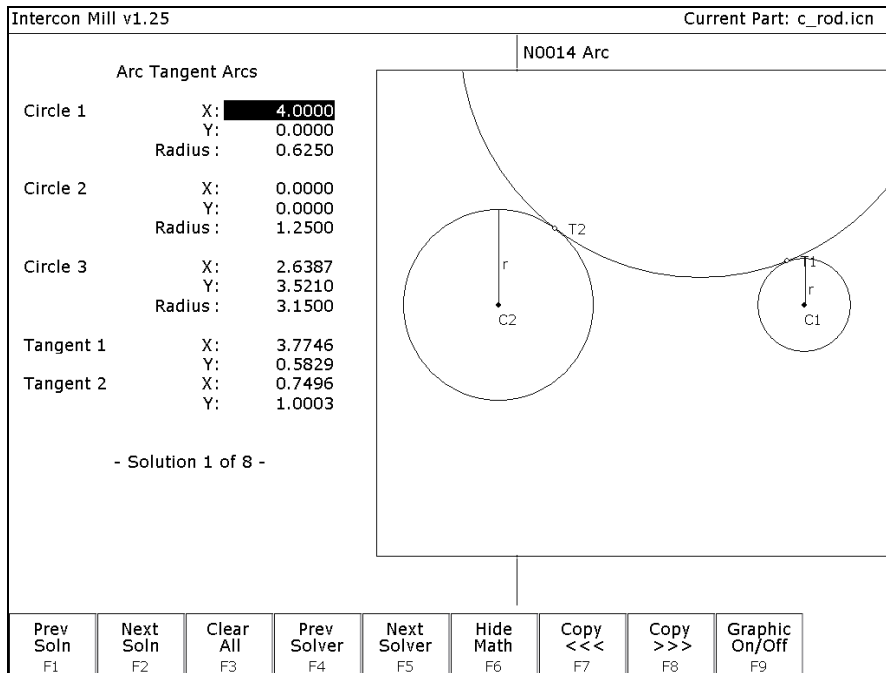 Intercon Mill v1.25 Current Part: c_rod.icn
N0014 Arc
Arc Tangent Arcs
Circle 1 X: 4.0000
Y: 0.0000
Radius : 0.6250
Circle 2 X: 0.0000
Y: 0.0000
Radius : 1.2500
Circle 3 X: 2.6387
Y: 3.5210
Radius : 3.1500
Tangent 1 X: 3.7746
Y: 0.5829
Tangent 2 X: 0.7496
Y: 1.0003
- Solution 1 of 8 -
T2
T1
r
r
C2
C1
Prev Soln F1
Next Soln F2
Clear All F3
Prev Solver F4
Next Solver F5
Hide Math F6
Copy <<< F7
Copy >>> F8
Graphic On/Off F9